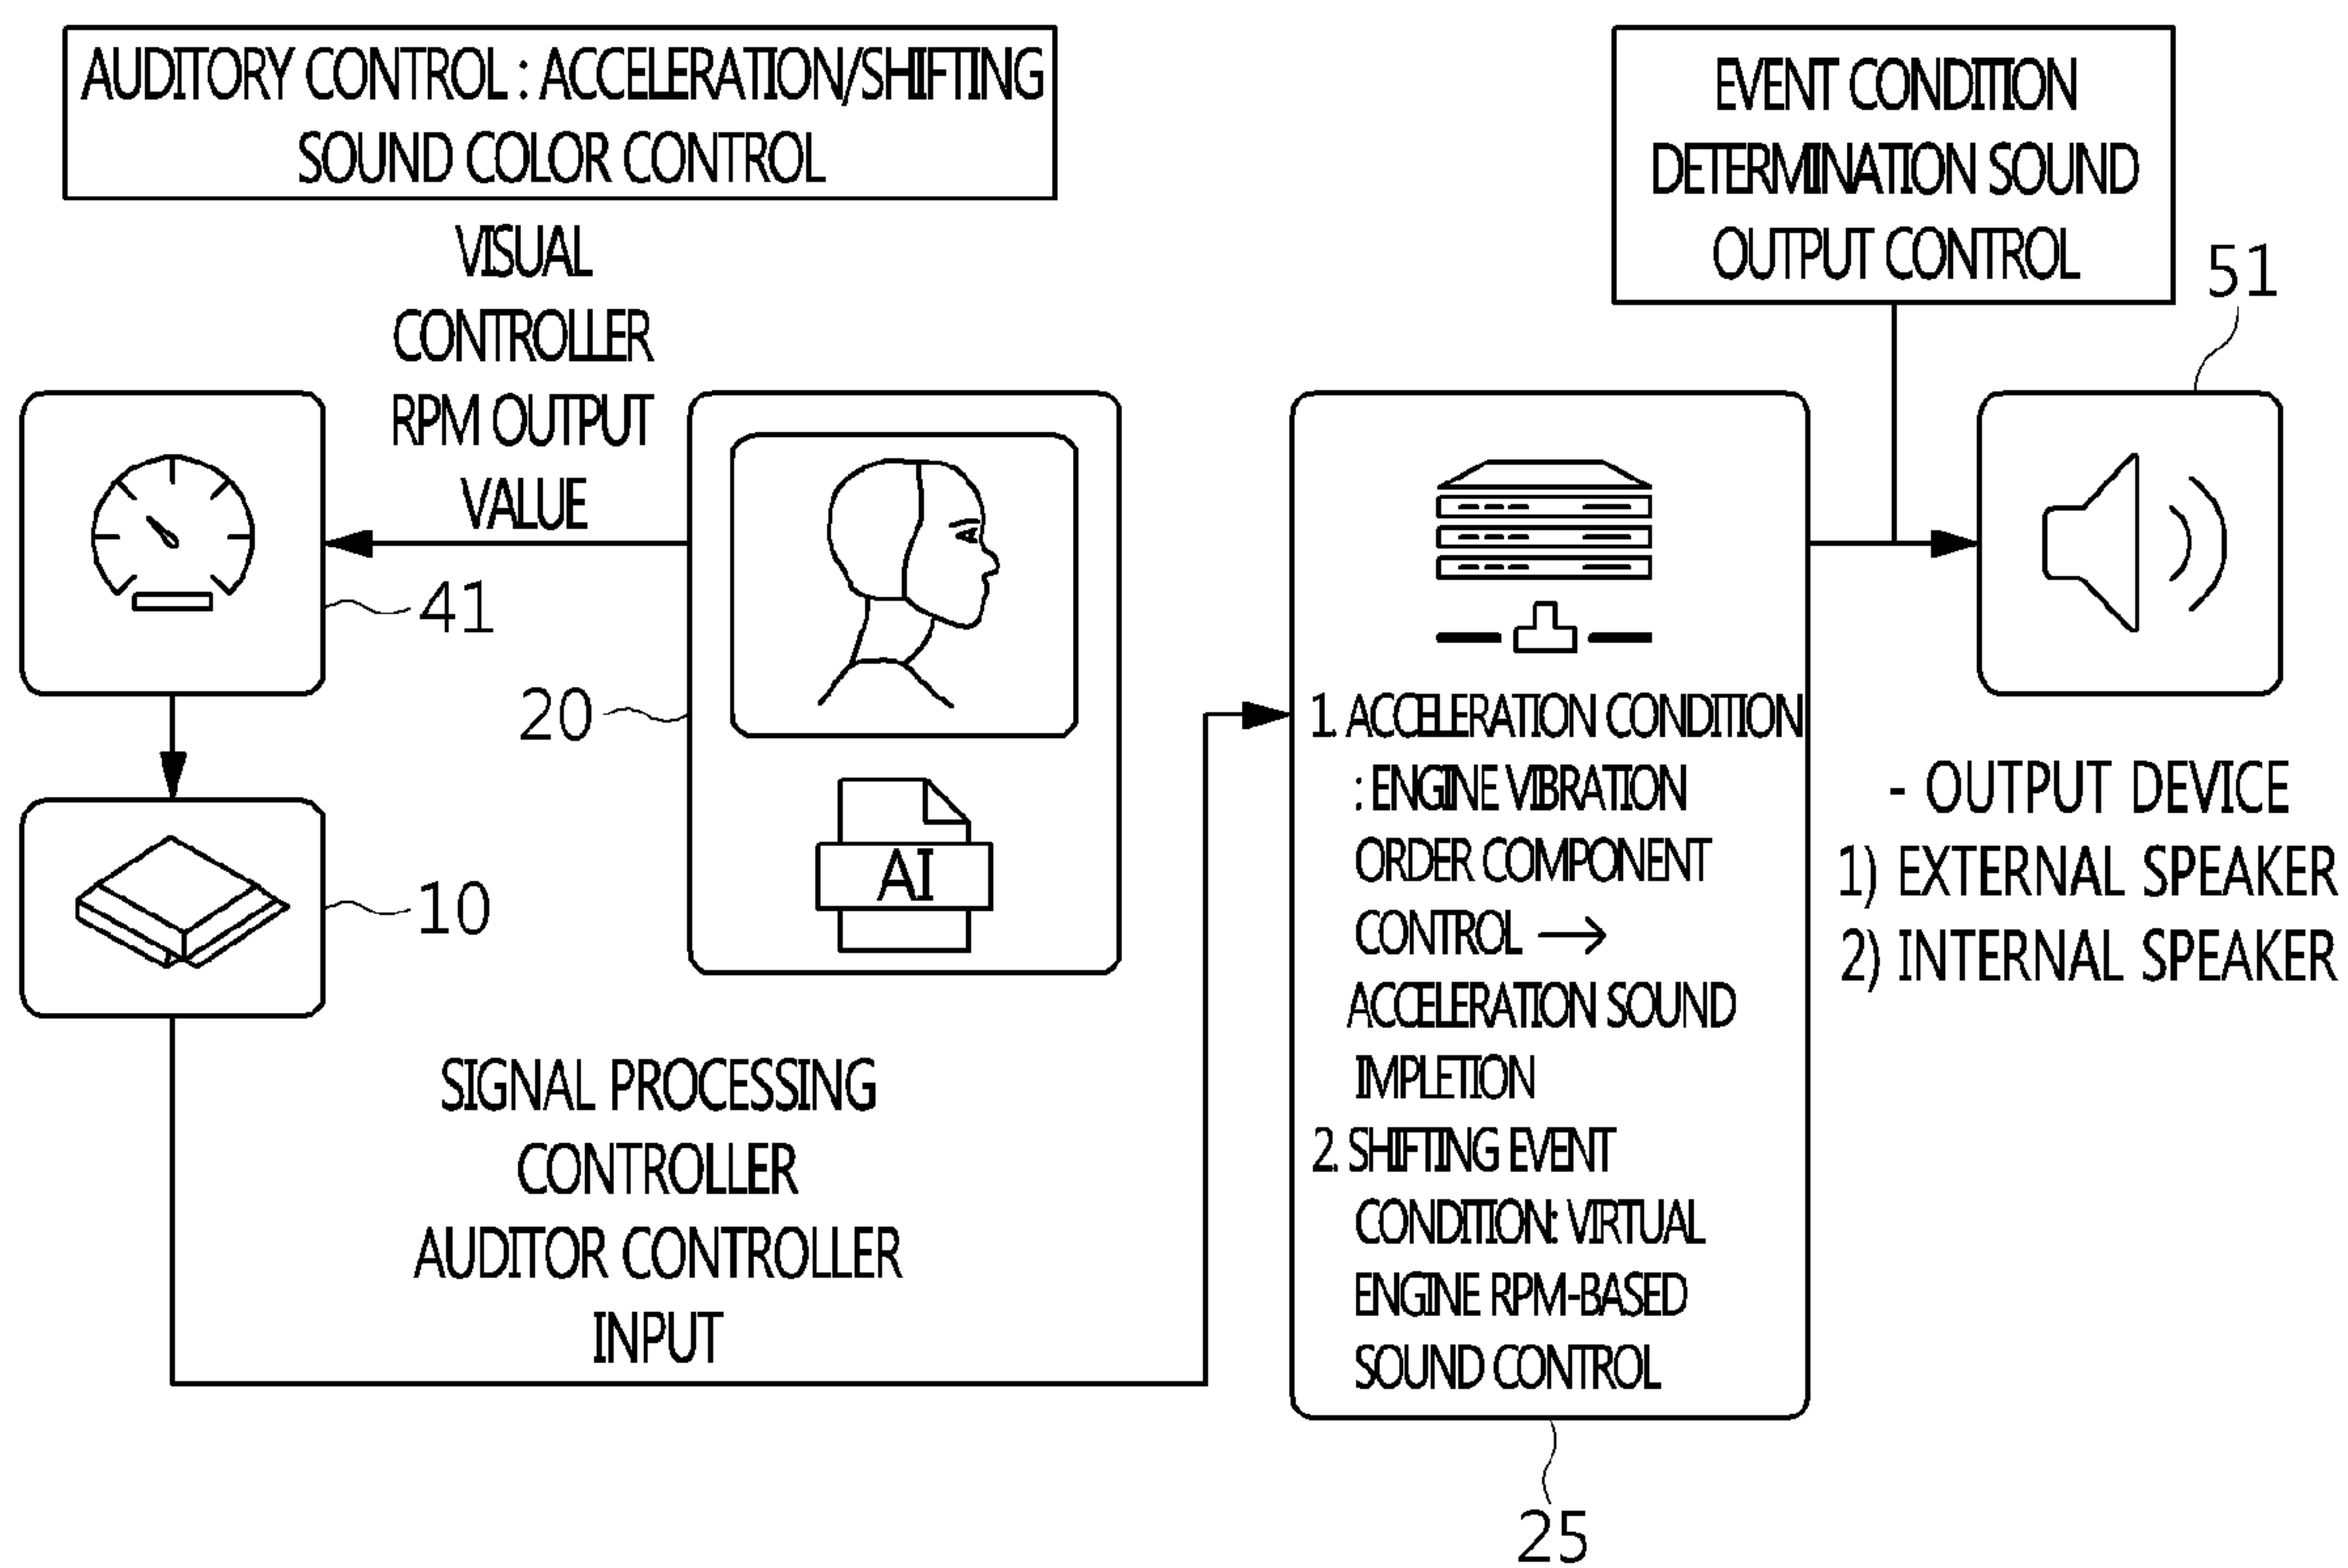 AUDITORY CONTROL : ACCELERATION/SHIFTING
SOUND COLOR CONTROL
EVENT CONDITION
DETERMINATION SOUND
OUTPUT CONTROL
VISUAL
CONTROLLER
RPM OUTPUT
VALUE
41
20
10
AI
SIGNAL PROCESSING
CONTROLLER
AUDITOR CONTROLLER
INPUT
1. ACCELERATION CONDITION
: ENGINE VIBRATION
ORDER COMPONENT
CONTROL →
ACCELERATION SOUND
IMPLETION
2. SHIFTING EVENT
CONDITION: VIRTUAL
ENGINE RPM-BASED
SOUND CONTROL
25
51
- OUTPUT DEVICE
1) EXTERNAL SPEAKER
2) INTERNAL SPEAKER